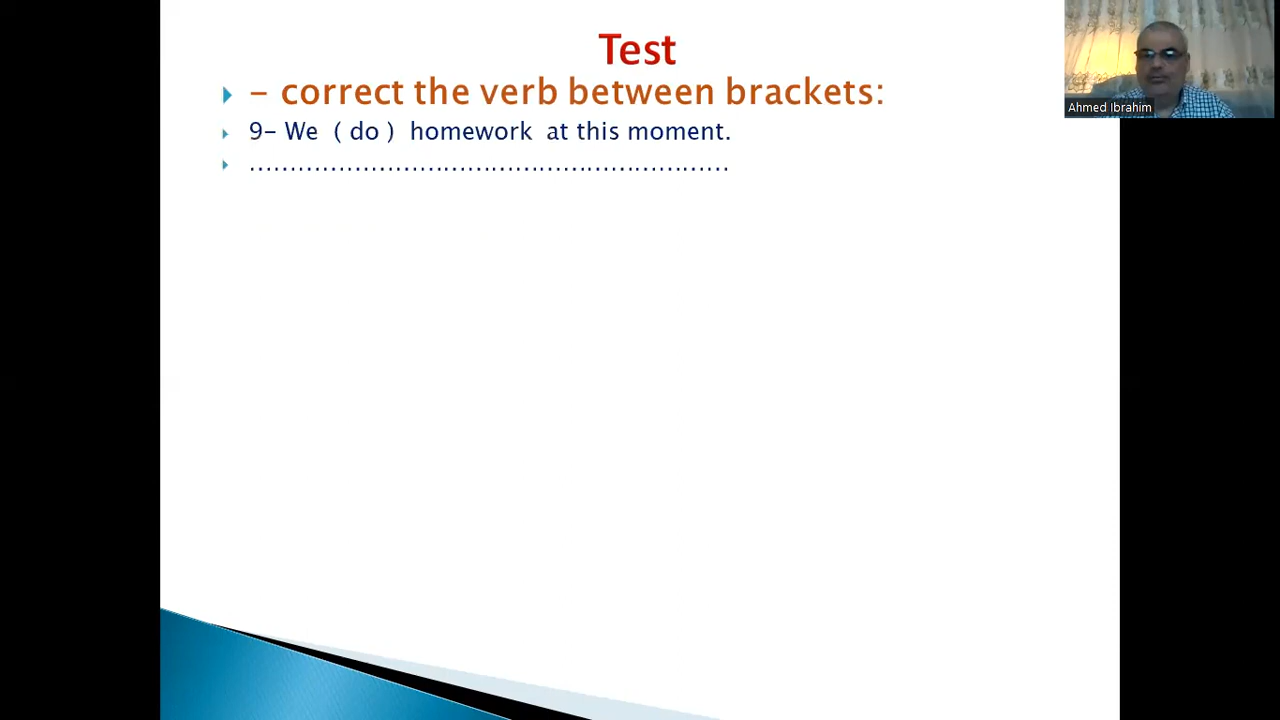 Test
- correct the verb between brackets:
9- We ( do ) homework at this moment.
............................................................
Ahmed Ibrahim